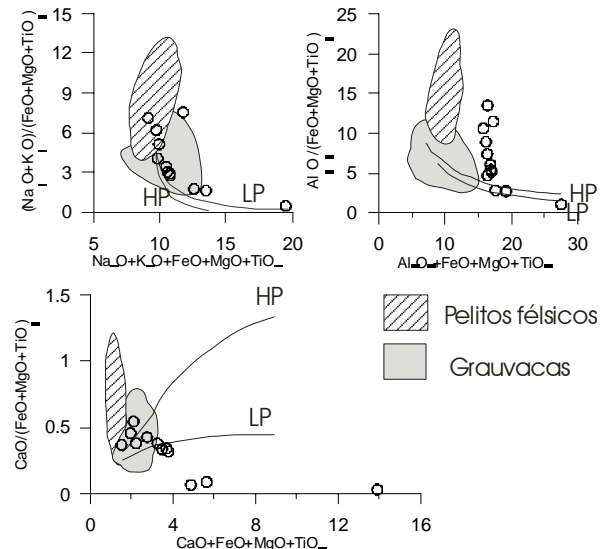 15
12
9
6
3
0
(Na O+K O)/(FeO+MgO+TiO )
HP
LP
5
10
15
20
Na O+K O+FeO+MgO+TiO
25
20
15
10
5
0
Al O /(FeO+MgO+TiO )
HP
LP
0
10
20
30
Al O +FeO+MgO+TiO
1.5
1
0.5
0
CaO/(FeO+MgO+TiO )
HP
LP
0
4
8
12
16
CaO+FeO+MgO+TiO
Pelitos félsicos
Grauvacas